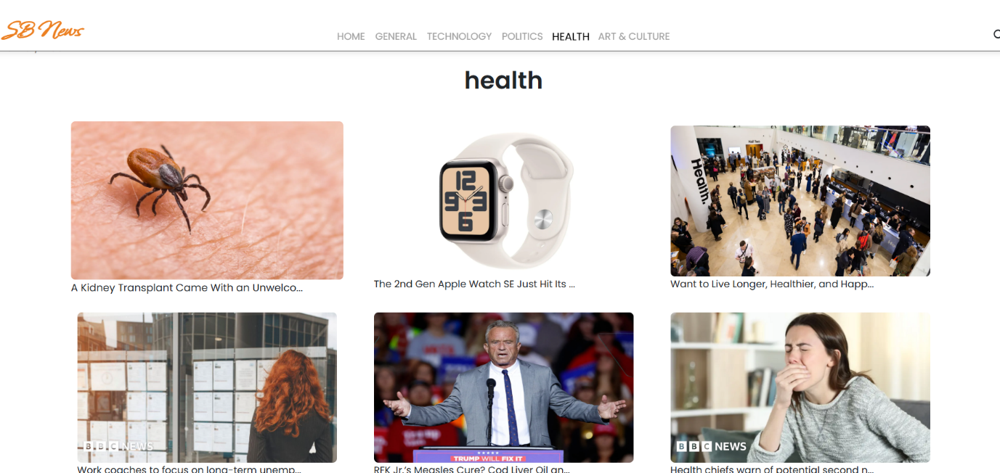 SB News
HOME GENERAL TECHNOLOGY POLITICS HEALTH ART & CULTURE
health
12
9 3
6
Health.
Hall Two
A Kidney Transplant Came With an Unwelco...
The 2nd Gen Apple Watch SE Just Hit Its ...
Want to Live Longer, Healthier, and Happ...
BBC NEWS
TRUMP WILL FIX IT
BBC NEWS
Work coaches to focus on long-term unemp...
RFK Jr.'s Measles Cure? Cod Liver Oil an...
Health chiefs warn of potential second n...